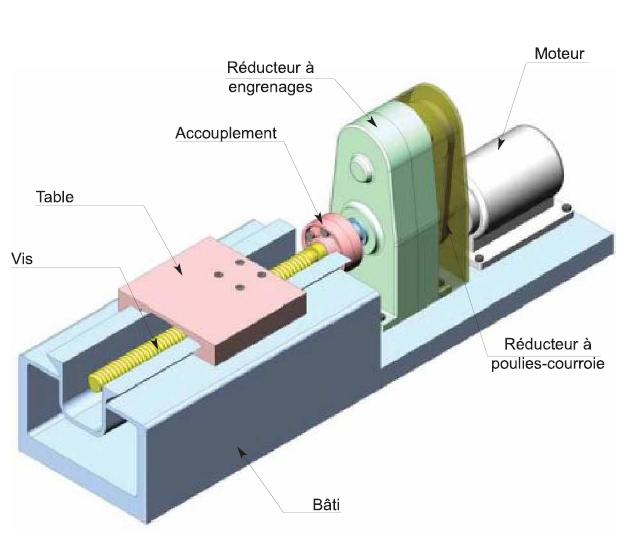 Moteur
Réducteur à
engrenages
Accouplement
Table
Vis
Réducteur à
poulies-courroie
Bâti